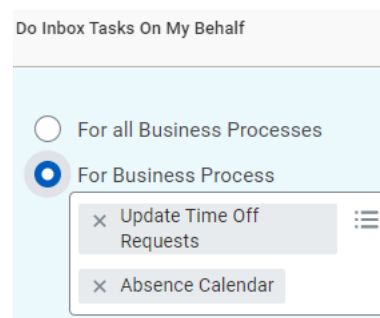 Do Inbox Tasks On My Behalf
For all Business Processes
For Business Process
Update Time Off
Requests
Absence Calendar